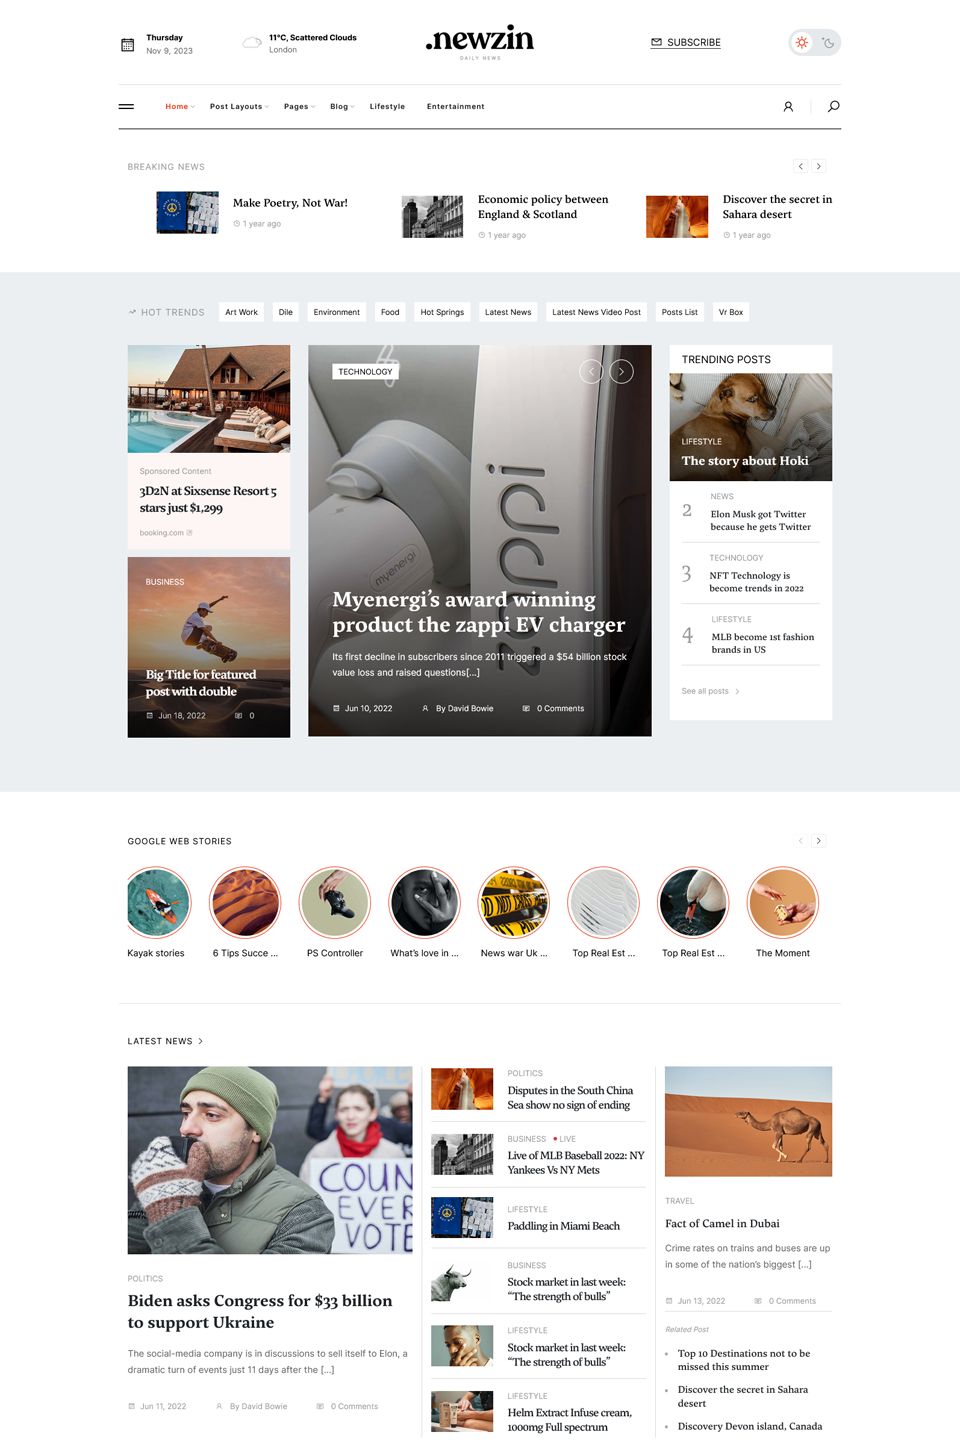 Thursday
Nov 9, 2023
11°C, Scattered Clouds
London
.newzin
DAILY NEWS
SUBSCRIBE
Home
Post Layouts
Pages
Blog
Lifestyle
Entertainment
BREAKING NEWS
Make Poetry, Not War!
1 year ago
Economic policy between
England & Scotland
1 year ago
Discover the secret in
Sahara desert
1 year ago
HOT TRENDS
Art Work
Dile
Environment
Food
Hot Springs
Latest News
Latest News Video Post
Posts List
Vr Box
Sponsored Content
3D2N at Sixsense Resort 5
stars just $1,299
booking.com
BUSINESS
Big Title for featured
post with double
Jun 18, 2022
0
TECHNOLOGY
zappi
myenergi
Myenergi's award winning
product the zappi EV charger
Its first decline in subscribers since 2011 triggered a $54 billion stock
value loss and raised questions[...]
Jun 10, 2022
By David Bowie
0 Comments
TRENDING POSTS
LIFESTYLE
The story about Hoki
2
NEWS
Elon Musk got Twitter
because he gets Twitter
3
TECHNOLOGY
NFT Technology is
become trends in 2022
4
LIFESTYLE
MLB become 1st fashion
brands in US
See all posts
GOOGLE WEB STORIES
Kayak stories
6 Tips Succe ...
PS Controller
What's love in ...
News war Uk ...
Top Real Est ...
Top Real Est ...
The Moment
LATEST NEWS
COUN
EVER
VOTE
POLITICS
Biden asks Congress for $33 billion
to support Ukraine
The social-media company is in discussions to sell itself to Elon, a
dramatic turn of events just 11 days after the [...]
Jun 11, 2022
By David Bowie
0 Comments
POLITICS
Disputes in the South China
Sea show no sign of ending
BUSINESS
LIVE
Live of MLB Baseball 2022: NY
Yankees Vs NY Mets
LIFESTYLE
Paddling in Miami Beach
BUSINESS
Stock market in last week:
“The strength of bulls”
LIFESTYLE
Stock market in last week:
“The strength of bulls”
LIFESTYLE
Helm Extract Infuse cream,
1000mg Full spectrum
TRAVEL
Fact of Camel in Dubai
Crime rates on trains and buses are up
in some of the nation's biggest [...]
Jun 13, 2022
0 Comments
Related Post
Top 10 Destinations not to be
missed this summer
Discover the secret in Sahara
desert
Discovery Devon island, Canada